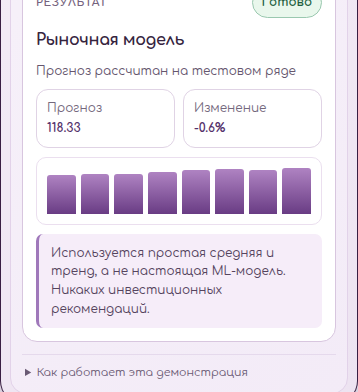 РЕЗУЛЬТАТ
Готово
Рыночная модель
Прогноз рассчитан на тестовом ряде
Прогноз
118.33
Изменение
-0.6%
Используется простая средняя и
тренд, а не настоящая ML-модель.
Никаких инвестиционных
рекомендаций.
Как работает эта демонстрация